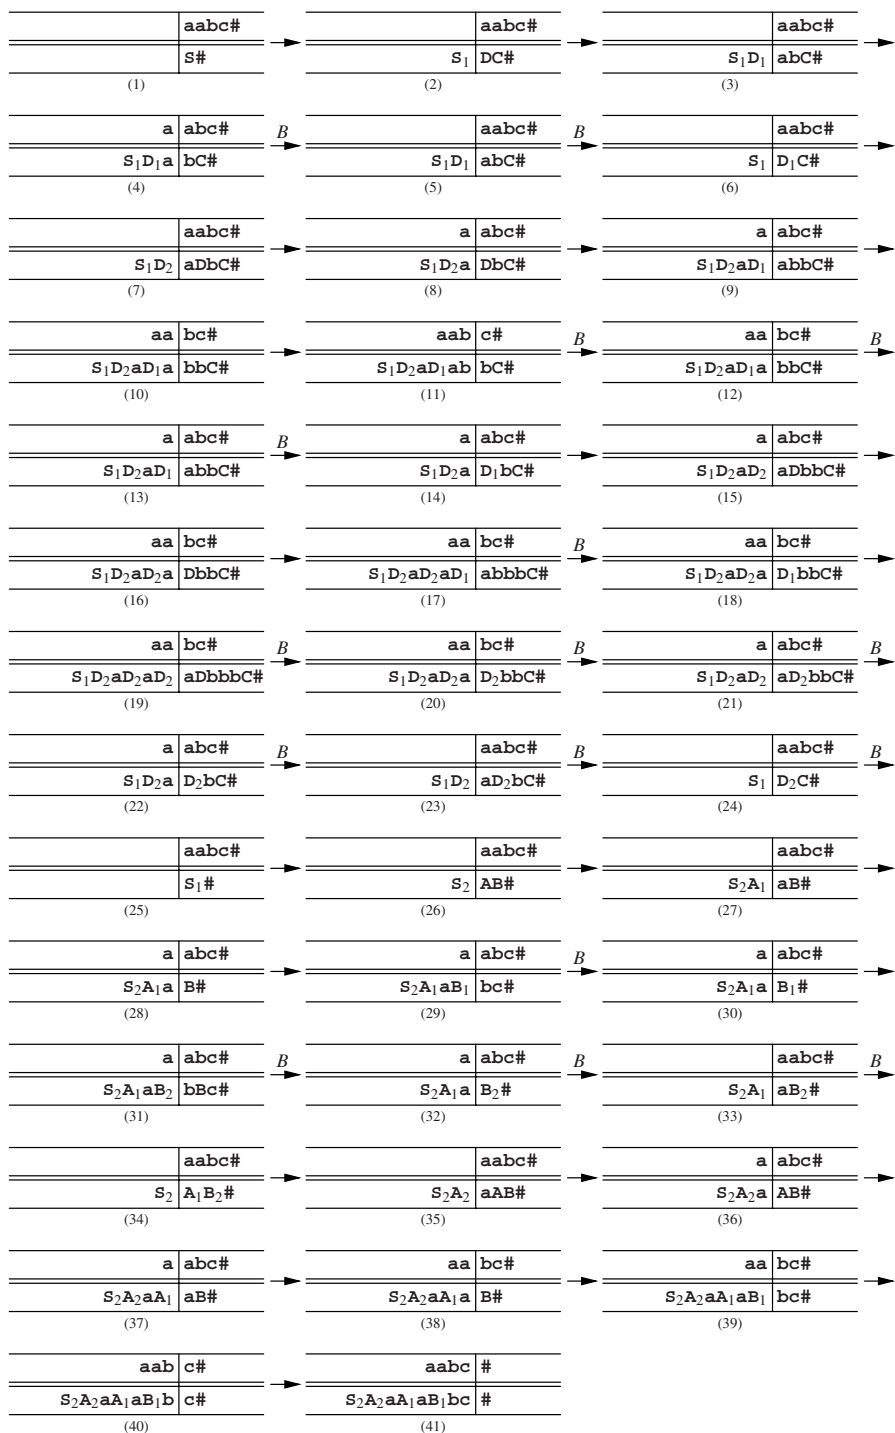 aabc# aabc# aabc#
S# S₁ DC# S₁D₁ abC#
(1) (2) (3)
a abc# B aabc# B aabc#
S₁D₁a bC# S₁D₁ abC# S₁ D₁C#
(4) (5) (6)
aabc# a abc# a abc#
S₁D₂ aDbC# S₁D₂a DbC# S₁D₂aD₁ abbC#
(7) (8) (9)
aa bc# aab c# B aa bc# B
S₁D₂aD₁a bbC# S₁D₂aD₁ab bC# S₁D₂aD₁a bbC#
(10) (11) (12)
a abc# B a abc# a abc#
S₁D₂aD₁ abbC# S₁D₂a D₁bC# S₁D₂aD₂ aDbbC#
(13) (14) (15)
aa bc# aa bc# B aa bc#
S₁D₂aD₂a DbbC# S₁D₂aD₂aD₁ abbbC# S₁D₂aD₂a D₁bbC#
(16) (17) (18)
aa bc# B aa bc# B a abc# B
S₁D₂aD₂aD₂ aDbbbC# S₁D₂aD₂a D₂bbC# S₁D₂aD₂ aD₂bbC#
(19) (20) (21)
a abc# B aabc# B aabc# B
S₁D₂a D₂bC# S₁D₂ aD₂bC# S₁ D₂C#
(22) (23) (24)
aabc# aabc# aabc#
S₁# S₂ AB# S₂A₁ aB#
(25) (26) (27)
a abc# a abc# B a abc#
S₂A₁a B# S₂A₁aB₁ bc# S₂A₁a B₁#
(28) (29) (30)
a abc# B a abc# B aabc# B
S₂A₁aB₂ bBc# S₂A₁a B₂# S₂A₁ aB₂#
(31) (32) (33)
aabc# aabc# a abc#
S₂ A₁B₂# S₂A₂ aAB# S₂A₂a AB#
(34) (35) (36)
a abc# aa bc# aa bc#
S₂A₂aA₁ aB# S₂A₂aA₁a B# S₂A₂aA₁aB₁ bc#
(37) (38) (39)
aab c# aabc #
S₂A₂aA₁aB₁b c# S₂A₂aA₁aB₁bc #
(40) (41)